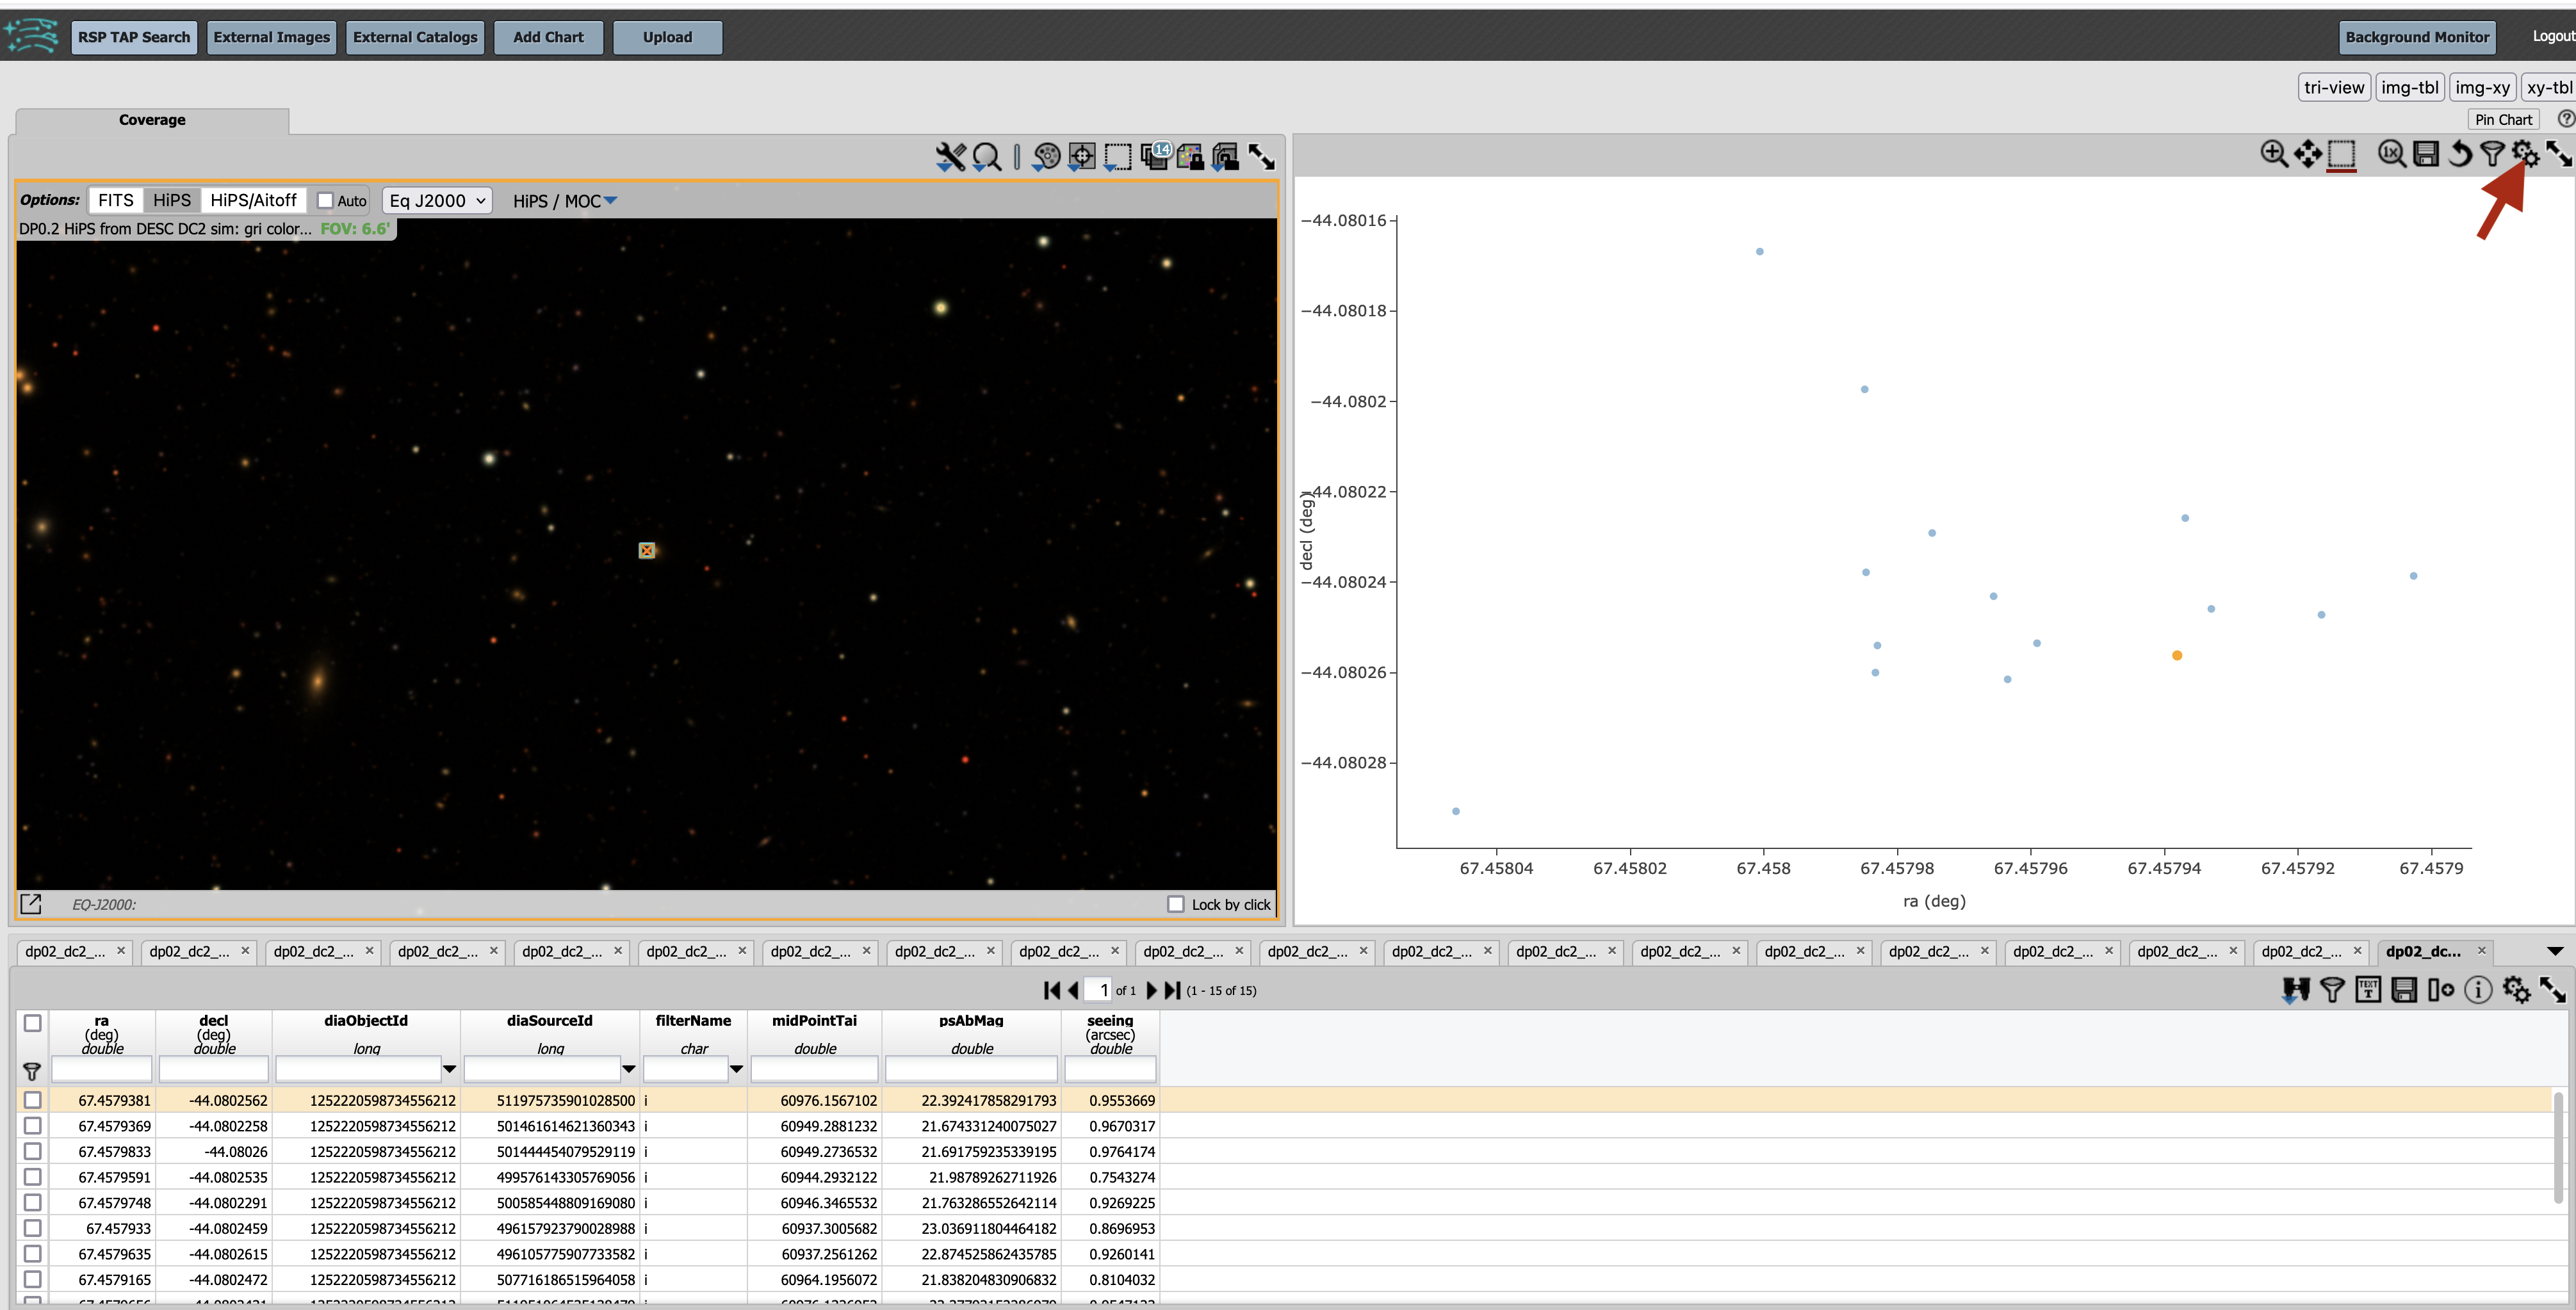 RSP TAP Search External Images External Catalogs Add Chart Upload Background Monitor Logout
tri-view img-tbl img-xy xy-tbl
Coverage
Pin Chart
14
1x
Options: FITS HiPS HiPS/Aitoff Auto Eq J2000 HiPS / MOC
DP0.2 HiPS from DESC DC2 sim: gri color... FOV: 6.6'
−44.08016
−44.08018
−44.0802
−44.08022
−44.08024
−44.08026
−44.08028
decl (deg)
67.45804 67.45802 67.458 67.45798 67.45796 67.45794 67.45792 67.4579
ra (deg)
EQ-J2000: Lock by click
dp02_dc2_... dp02_dc2_... dp02_dc2_... dp02_dc2_... dp02_dc2_... dp02_dc2_... dp02_dc2_... dp02_dc2_... dp02_dc2_... dp02_dc2_... dp02_dc2_... dp02_dc2_... dp02_dc2_... dp02_dc2_... dp02_dc2_... dp02_dc2_... dp02_dc2_... dp02_dc2_... dp02_dc2_... dp02_dc...
1 of 1 (1 - 15 of 15) TEXT T
ra decl diaObjectId diaSourceId filterName midPointTai psAbMag seeing
(deg) (deg) (arcsec)
double double long long char double double double
67.4579381 -44.0802562 1252220598734556212 511975735901028500 i 60976.1567102 22.392417858291793 0.9553669
67.4579369 -44.0802258 1252220598734556212 501461614621360343 i 60949.2881232 21.674331240075027 0.9670317
67.4579833 -44.08026 1252220598734556212 501444454079529119 i 60949.2736532 21.691759235339195 0.9764174
67.4579591 -44.0802535 1252220598734556212 499576143305769056 i 60944.2932122 21.98789262711926 0.7543274
67.4579748 -44.0802291 1252220598734556212 500585448809169080 i 60946.3465532 21.763286552642114 0.9269225
67.457933 -44.0802459 1252220598734556212 496157923790028988 i 60937.3005682 23.036911804464182 0.8696953
67.4579635 -44.0802615 1252220598734556212 496105775907733582 i 60937.2561262 22.874525862435785 0.9260141
67.4579165 -44.0802472 1252220598734556212 507716186515964058 i 60964.1956072 21.838204830906832 0.8104032